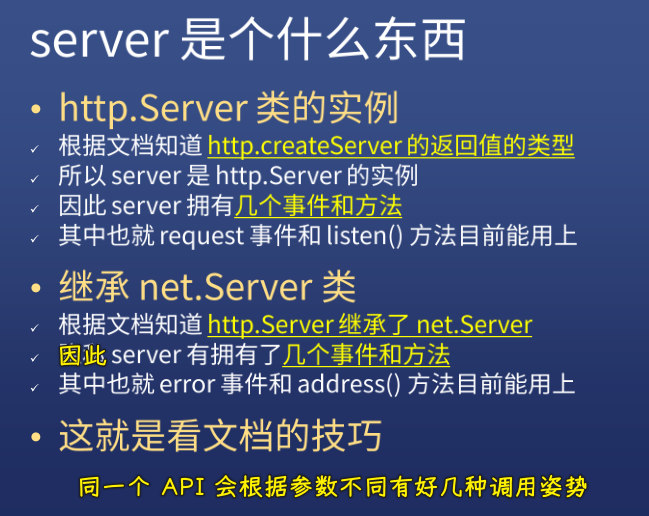 server 是个什么东西
• http.Server 类的实例
✓ 根据文档知道 http.createServer 的返回值的类型
✓ 所以 server 是 http.Server 的实例
✓ 因此 server 拥有几个事件和方法
✓ 其中也就 request 事件和 listen() 方法目前能用上
• 继承 net.Server 类
✓ 根据文档知道 http.Server 继承了 net.Server
✓ 因此 server 有拥有了几个事件和方法
✓ 其中也就 error 事件和 address() 方法目前能用上
• 这就是看文档的技巧
同一个 API 会根据参数不同有好几种调用姿势